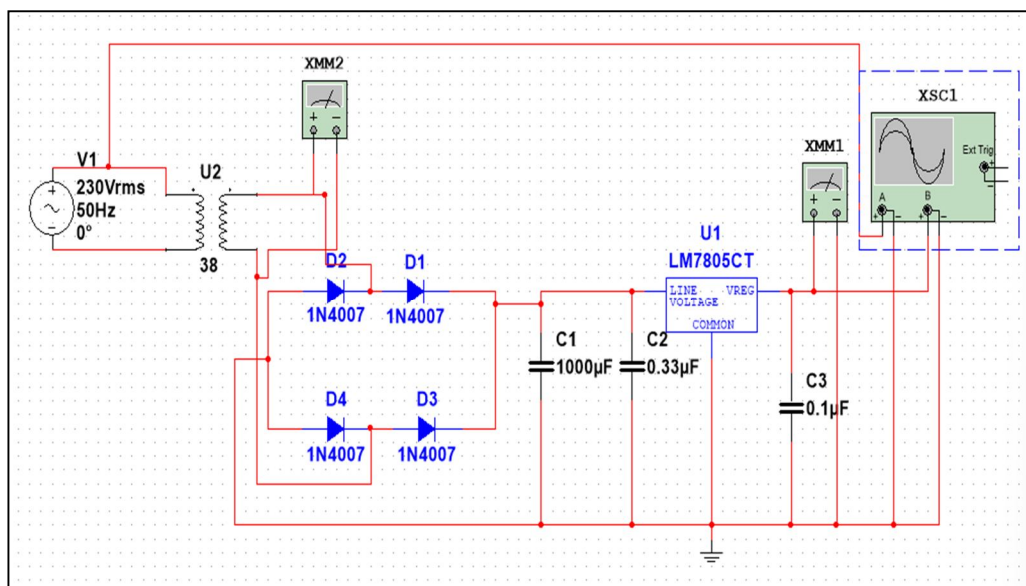 XMM2
XSC1
Ext Trig
+
−
A
B
+ − + −
XMM1
+ −
+ −
V1
230Vrms
50Hz
0°
U2
38
D2
1N4007
D1
1N4007
D4
1N4007
D3
1N4007
C1
1000µF
C2
0.33µF
U1
LM7805CT
LINE VREG
VOLTAGE
COMMON
C3
0.1µF